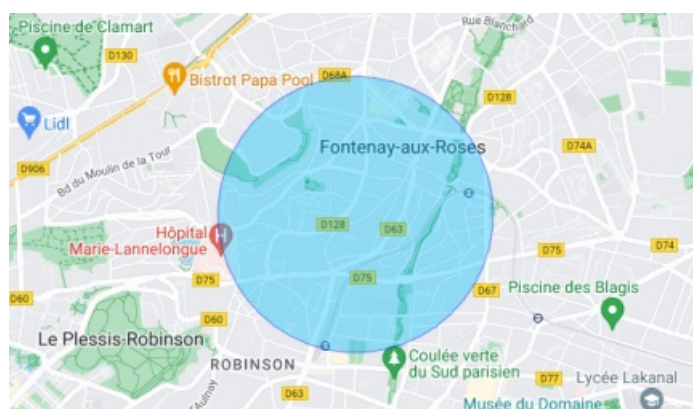 Rue Blanchard
Piscine de Clamart
D130
D68A
Bistrot Papa Pool
D128
Lidl
Fontenay-aux-Roses
D74A
Bd du Moulin de la Tour
D906
D128
D63
Hôpital
Marie-Lannelongue
D75
D74
D75
D75
D60
D67
Piscine des Blagis
D60
Le Plessis-Robinson
ROBINSON
Coulée verte
du Sud parisien
D77
Lycée Lakanal
d'Aulnay
D63
Musée du Domaine